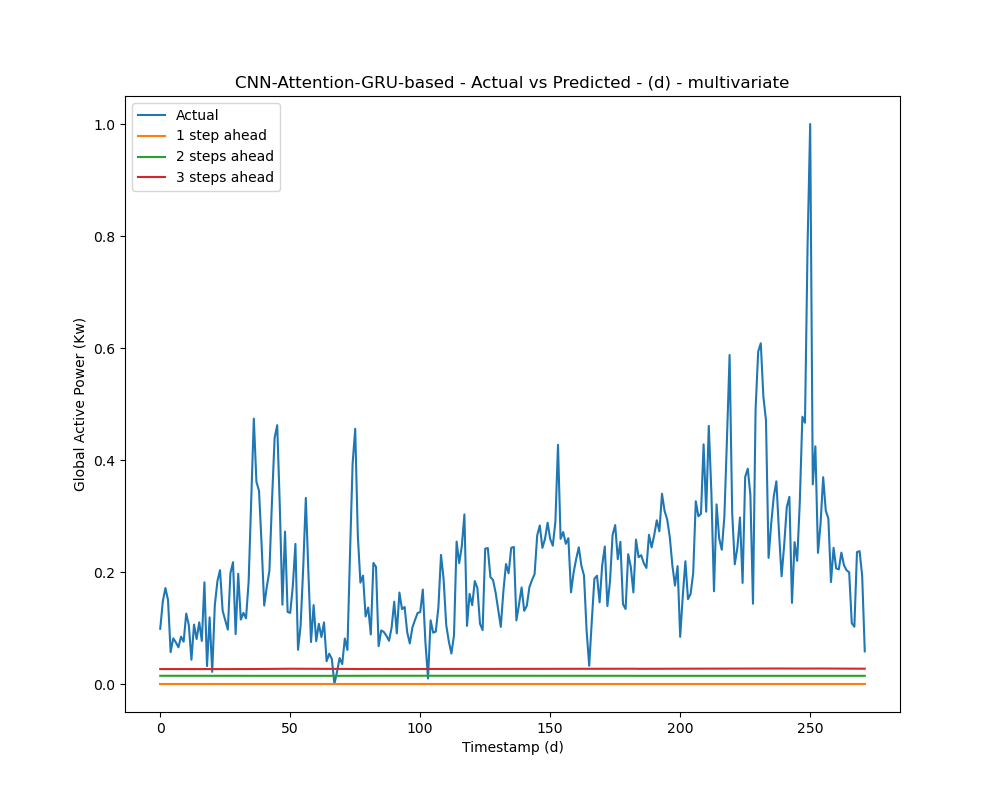 CNN-Attention-GRU-based - Actual vs Predicted - (d) - multivariate
Actual
1 step ahead
2 steps ahead
3 steps ahead
Global Active Power (Kw)
1.0
0.8
0.6
0.4
0.2
0.0
0 50 100 150 200 250
Timestamp (d)